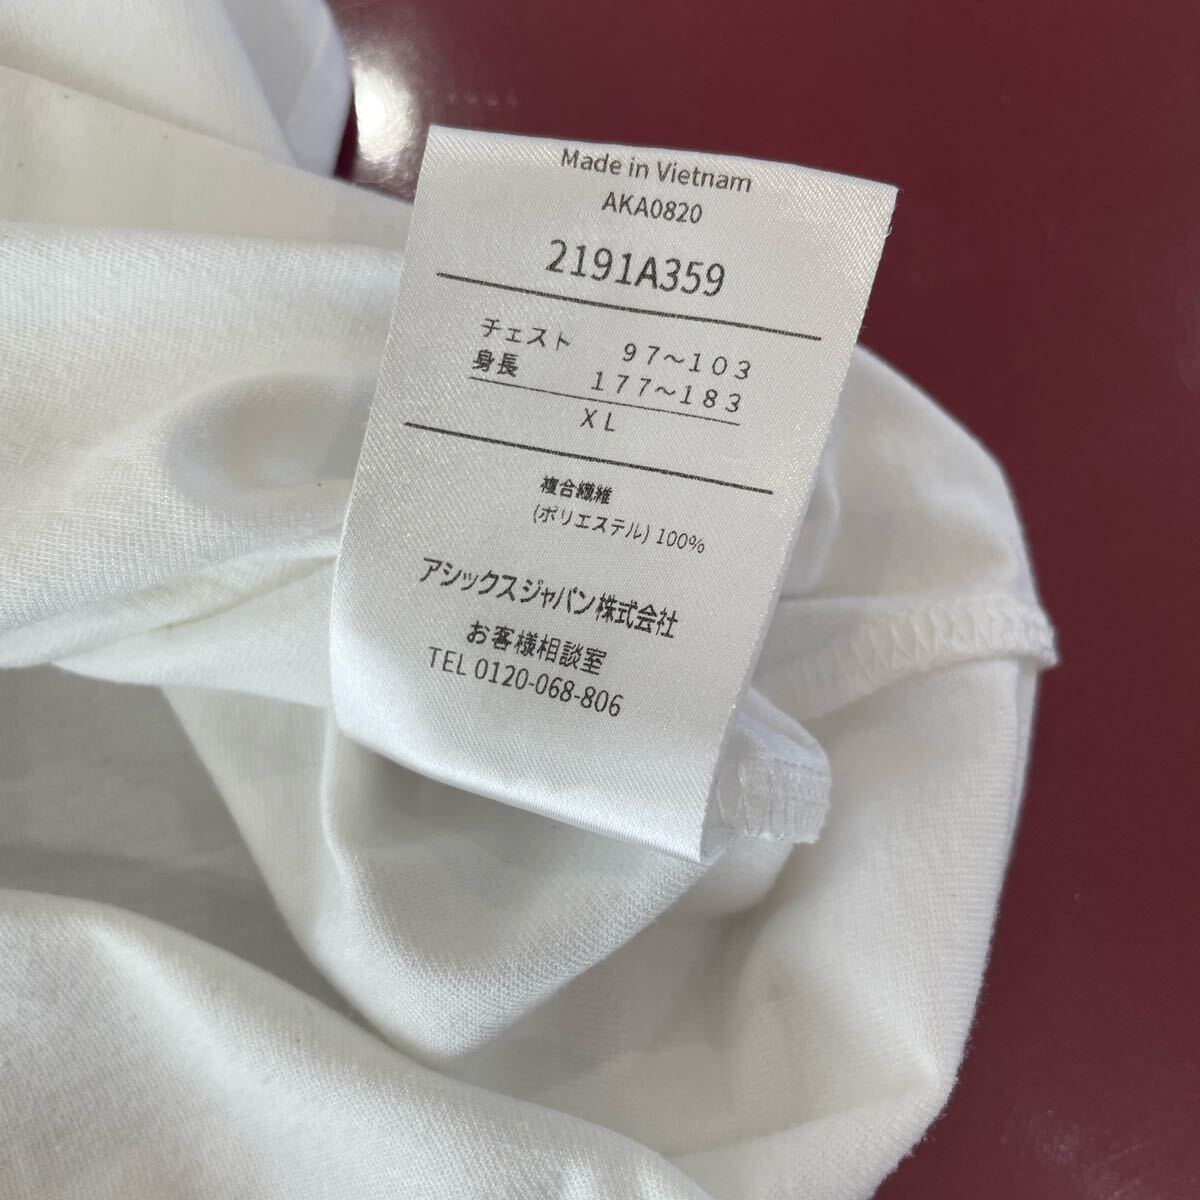 Made in Vietnam
AKA0820
2191A359
チェスト 97～103
身長 177～183
XL
複合繊維
(ポリエステル) 100%
アシックスジャパン株式会社
お客様相談室
TEL 0120-068-806